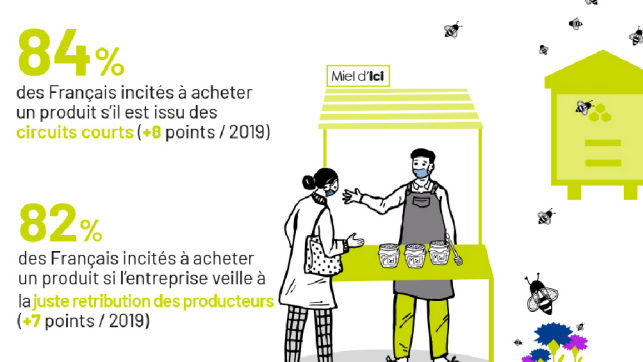 84%
des Français incités à acheter
un produit s’il est issu des
circuits courts (+8 points / 2019)
Miel d’Ici
82%
des Français incités à acheter
un produit si l’entreprise veille à
la juste retribution des producteurs
(+7 points / 2019)